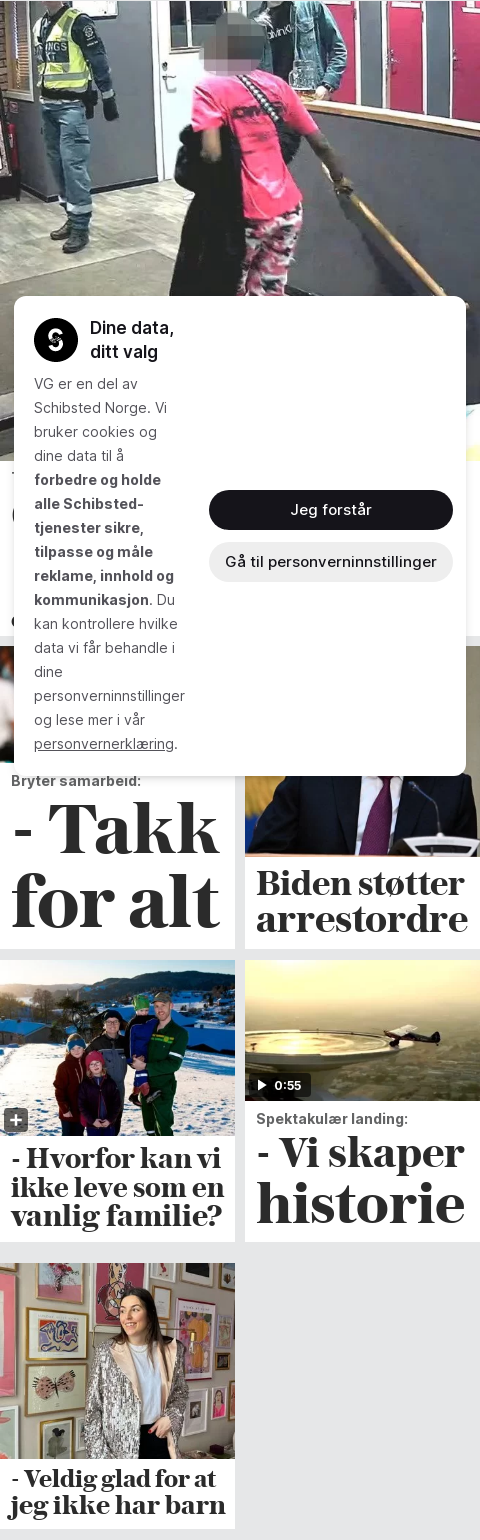 Dine data,
ditt valg
VG er en del av
Schibsted Norge. Vi
bruker cookies og
dine data til å
forbedre og holde
alle Schibsted-
tjenester sikre,
tilpasse og måle
reklame, innhold og
kommunikasjon. Du
kan kontrollere hvilke
data vi får behandle i
dine
personverninnstillinger
og lese mer i vår
personvernerklæring.
Jeg forstår
Gå til personverninnstillinger
Bryter samarbeid:
- Takk
for alt
Biden støtter
arrestordre
- Hvorfor kan vi
ikke leve som en
vanlig familie?
0:55
Spektakulær landing:
- Vi skaper
historie
- Veldig glad for at
jeg ikke har barn